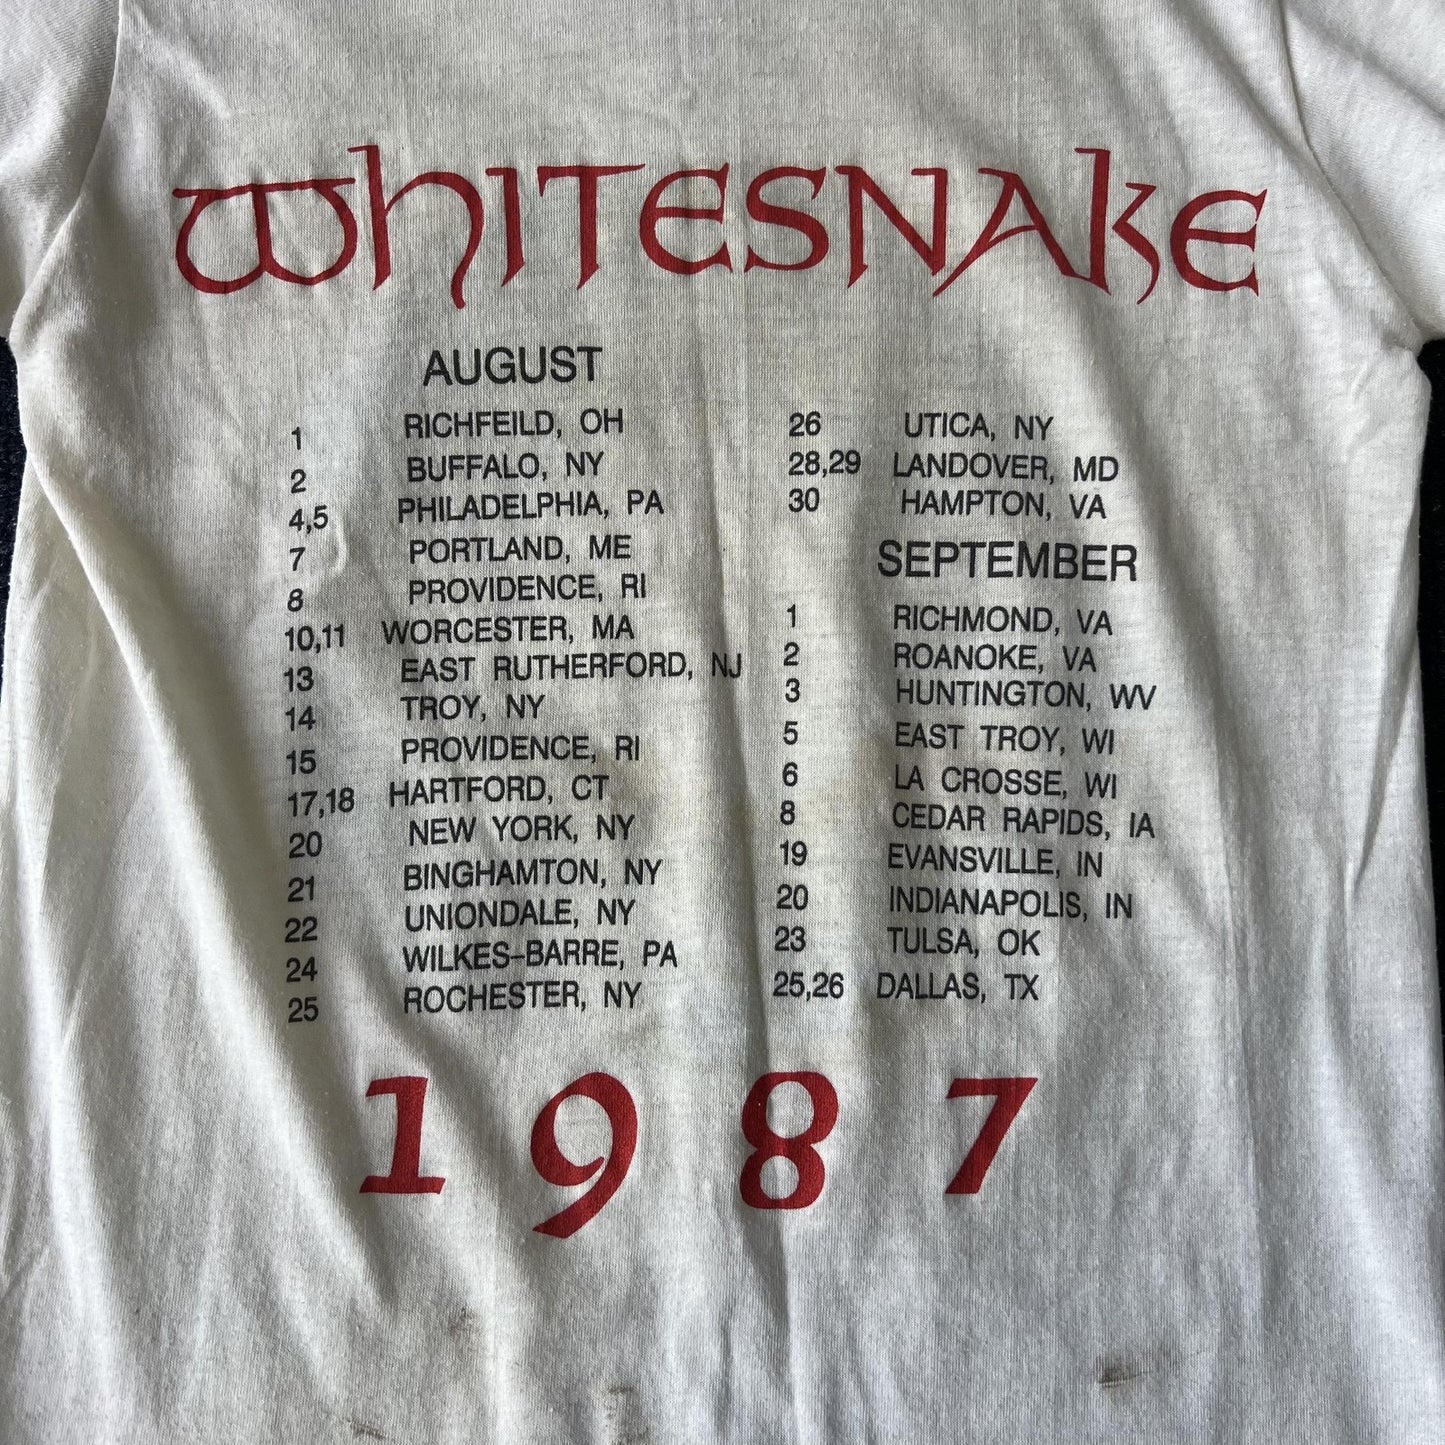 WHITESNAKE
AUGUST
1 RICHFEILD, OH
2 BUFFALO, NY
4,5 PHILADELPHIA, PA
7 PORTLAND, ME
8 PROVIDENCE, RI
10,11 WORCESTER, MA
13 EAST RUTHERFORD, NJ
14 TROY, NY
15 PROVIDENCE, RI
17,18 HARTFORD, CT
20 NEW YORK, NY
21 BINGHAMTON, NY
22 UNIONDALE, NY
24 WILKES-BARRE, PA
25 ROCHESTER, NY
26 UTICA, NY
28,29 LANDOVER, MD
30 HAMPTON, VA
SEPTEMBER
1 RICHMOND, VA
2 ROANOKE, VA
3 HUNTINGTON, WV
5 EAST TROY, WI
6 LA CROSSE, WI
8 CEDAR RAPIDS, IA
19 EVANSVILLE, IN
20 INDIANAPOLIS, IN
23 TULSA, OK
25,26 DALLAS, TX
1987